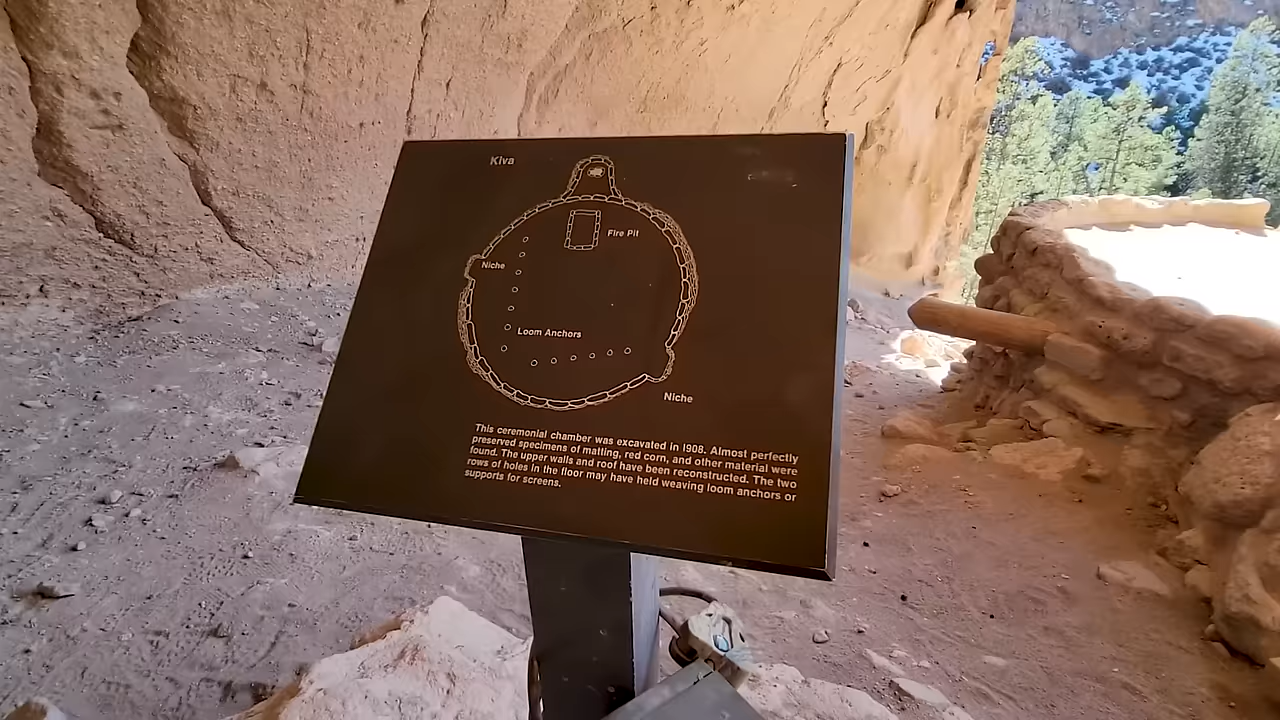 Kiva
Fire Pit
Niche
Loom Anchors
Niche
This ceremonial chamber was excavated in 1908. Almost perfectly
preserved specimens of matting, red corn, and other material were
found. The upper walls and roof have been reconstructed. The two
rows of holes in the floor may have held weaving loom anchors or
supports for screens.